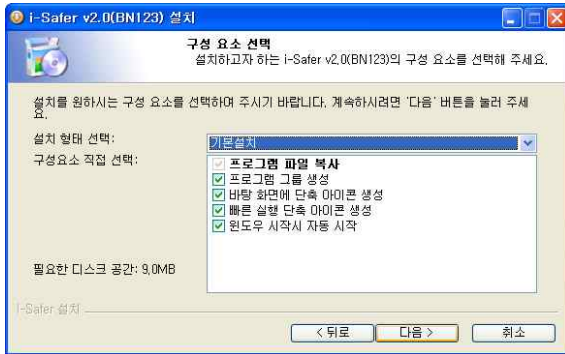 i-Safer v2.0(BN123) 설치
구성 요소 선택
설치하고자 하는 i-Safer v2.0(BN123)의 구성 요소를 선택해 주세요.
설치를 원하시는 구성 요소를 선택하여 주시기 바랍니다. 계속하시려면 '다음' 버튼을 눌러 주세
요.
설치 형태 선택:
기본설치
구성요소 직접 선택:
프로그램 파일 복사
프로그램 그룹 생성
바탕 화면에 단축 아이콘 생성
빠른 실행 단축 아이콘 생성
윈도우 시작시 자동 시작
필요한 디스크 공간: 9.0MB
i-Safer 설치
< 뒤로
다음 >
취소